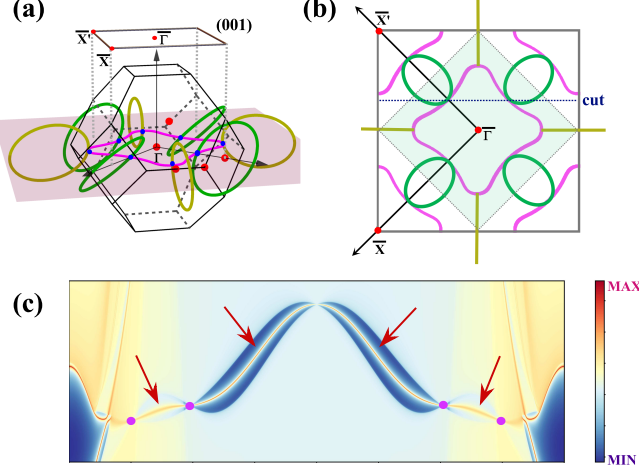 (a)
(001)
X̄'
Γ̄
X̄
Γ
(b)
X̄'
cut
Γ̄
X̄
(c)
MAX
MIN